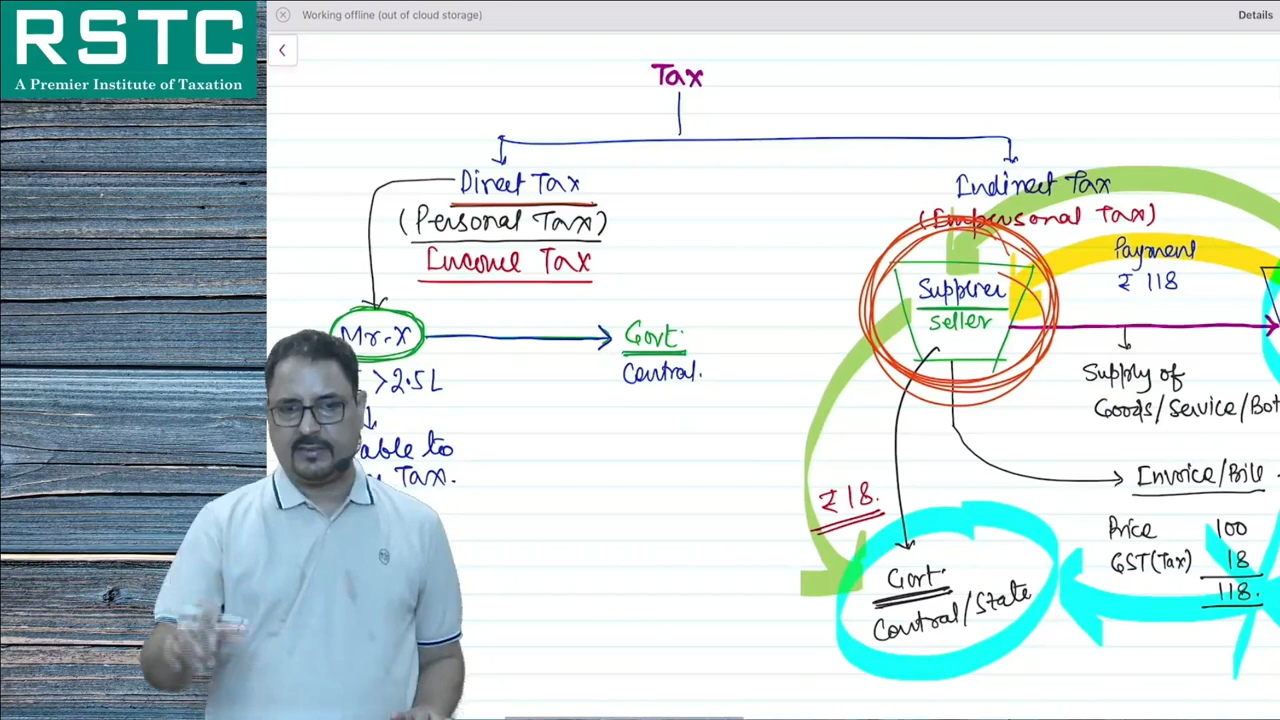 RSTC
A Premier Institute of Taxation
Working offline (out of cloud storage)
Details
Tax
Direct Tax
(Personal Tax)
Income Tax
Mr. X
Govt.
Central.
> 2.5 L
able to
Tax.
Indirect Tax
(Empersonal Tax)
Supplier
seller
Payment
₹ 118
Supply of
Goods/Service/Bot
Invoice/Bill
Price 100
GST(Tax) 18
118.
₹ 18.
Govt.
Central/State